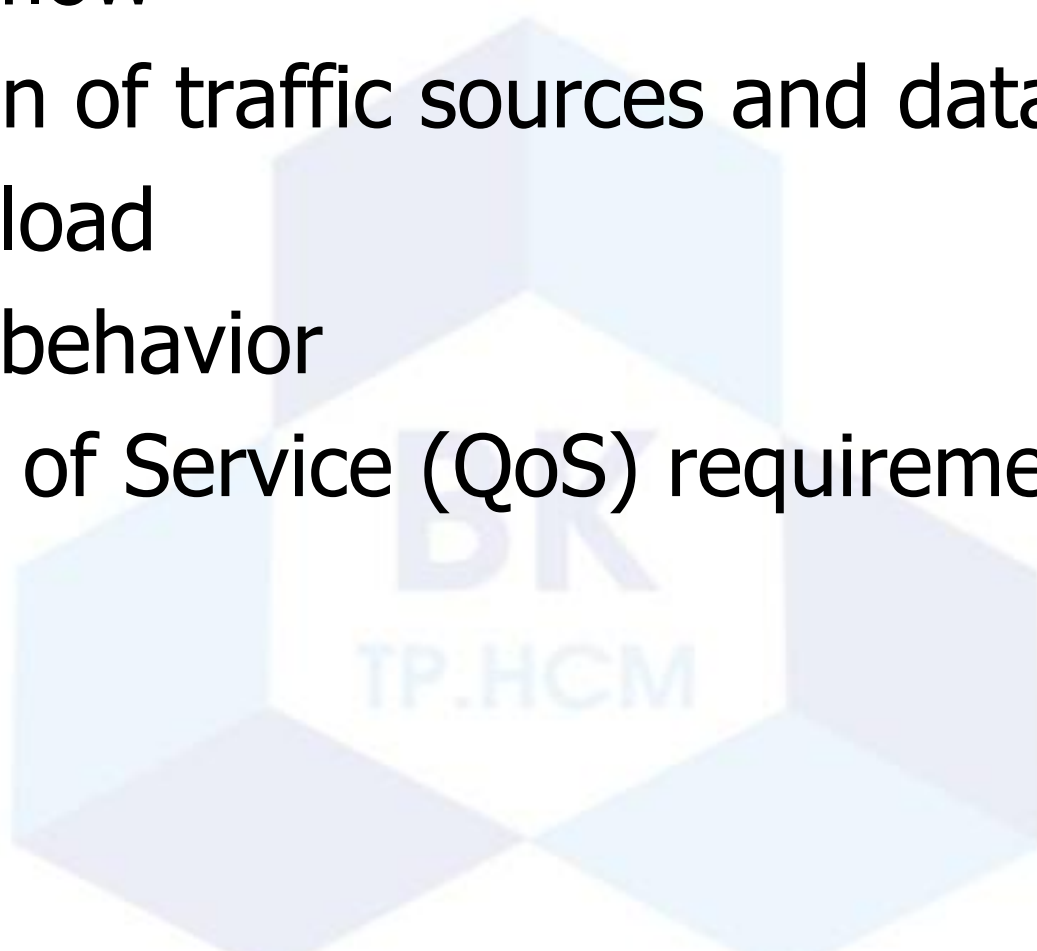 n of traffic sources and data
load
behavior
of Service (QoS) requireme
BK
TP.HCM